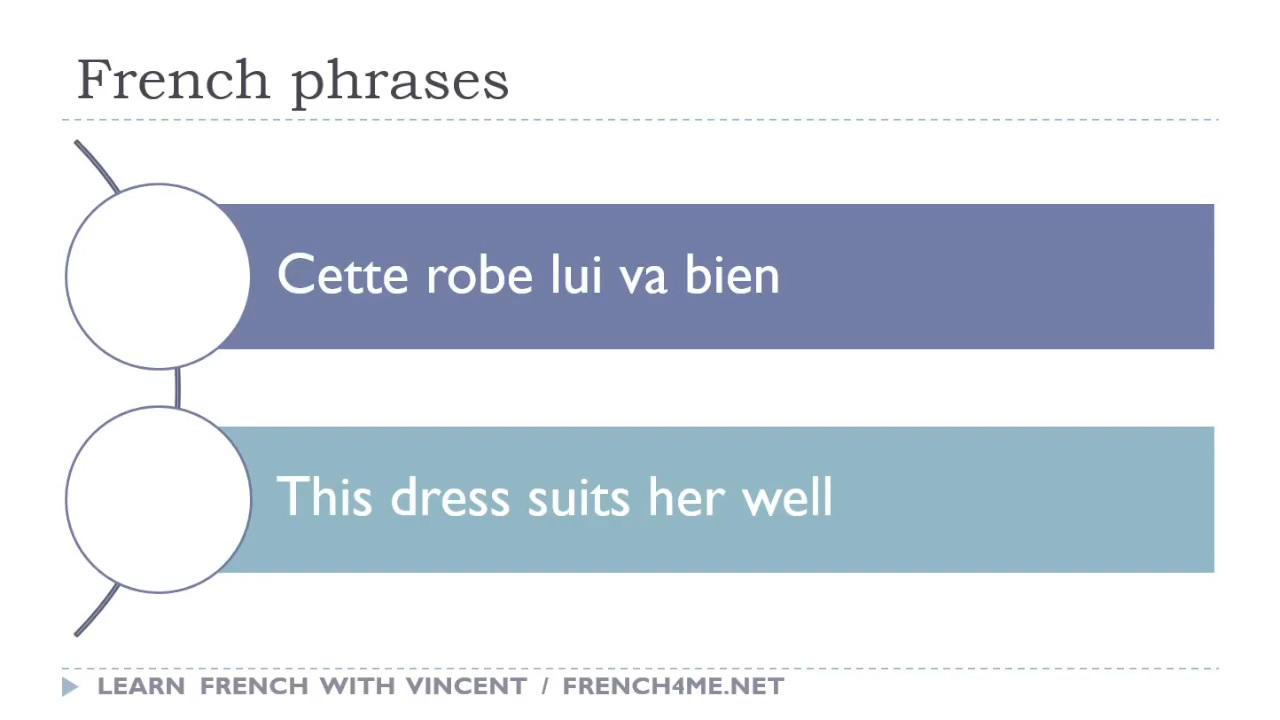 French phrases
Cette robe lui va bien
This dress suits her well
LEARN FRENCH WITH VINCENT / FRENCH4ME.NET